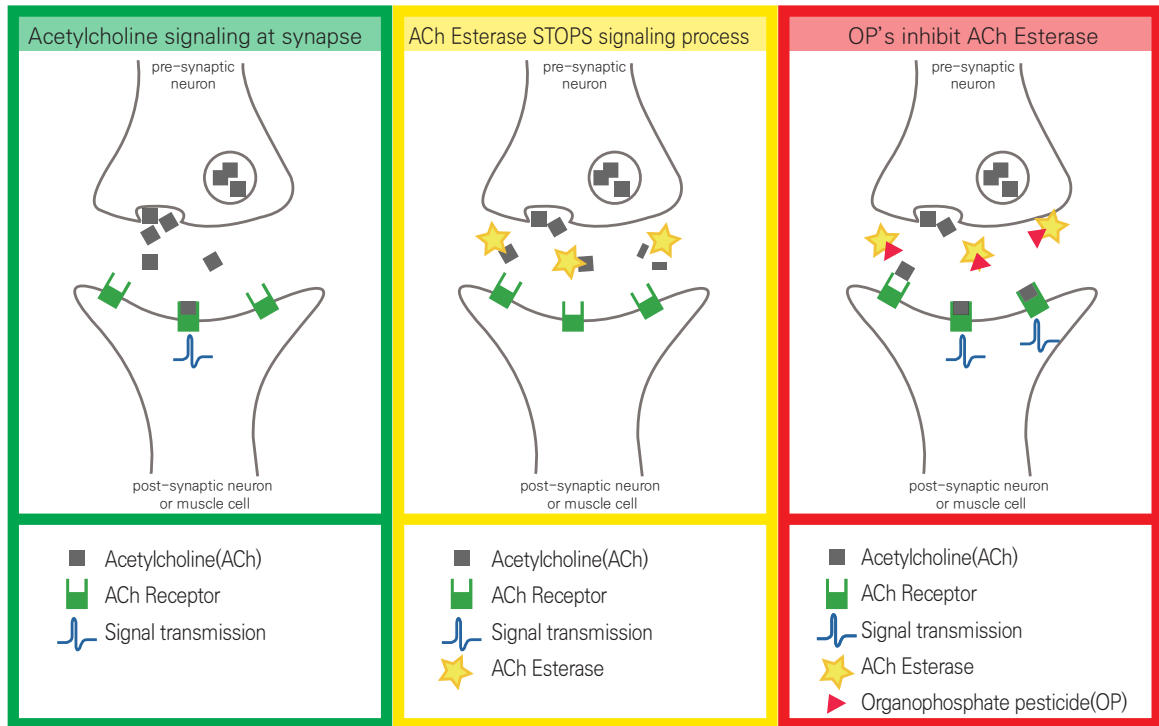 Acetylcholine signaling at synapse
pre-synaptic
neuron
post-synaptic neuron
or muscle cell
Acetylcholine(ACh)
ACh Receptor
Signal transmission
ACh Esterase STOPS signaling process
pre-synaptic
neuron
post-synaptic neuron
or muscle cell
Acetylcholine(ACh)
ACh Receptor
Signal transmission
ACh Esterase
OP's inhibit ACh Esterase
pre-synaptic
neuron
post-synaptic neuron
or muscle cell
Acetylcholine(ACh)
ACh Receptor
Signal transmission
ACh Esterase
Organophosphate pesticide(OP)